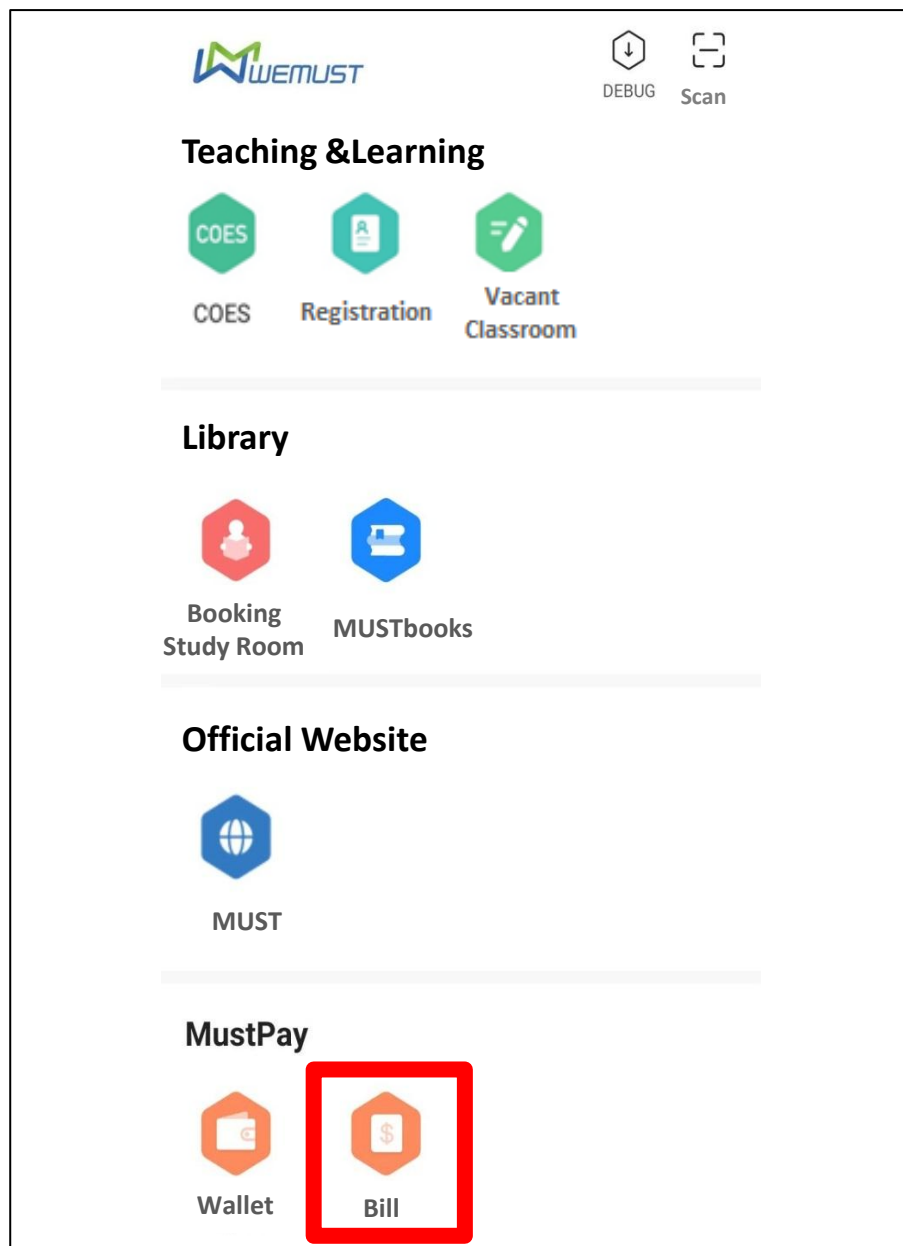 WEMUST
DEBUG
Scan
Teaching &Learning
COES
COES
Registration
Vacant
Classroom
Library
Booking
Study Room
MUSTbooks
Official Website
MUST
MustPay
$
Wallet
Bill